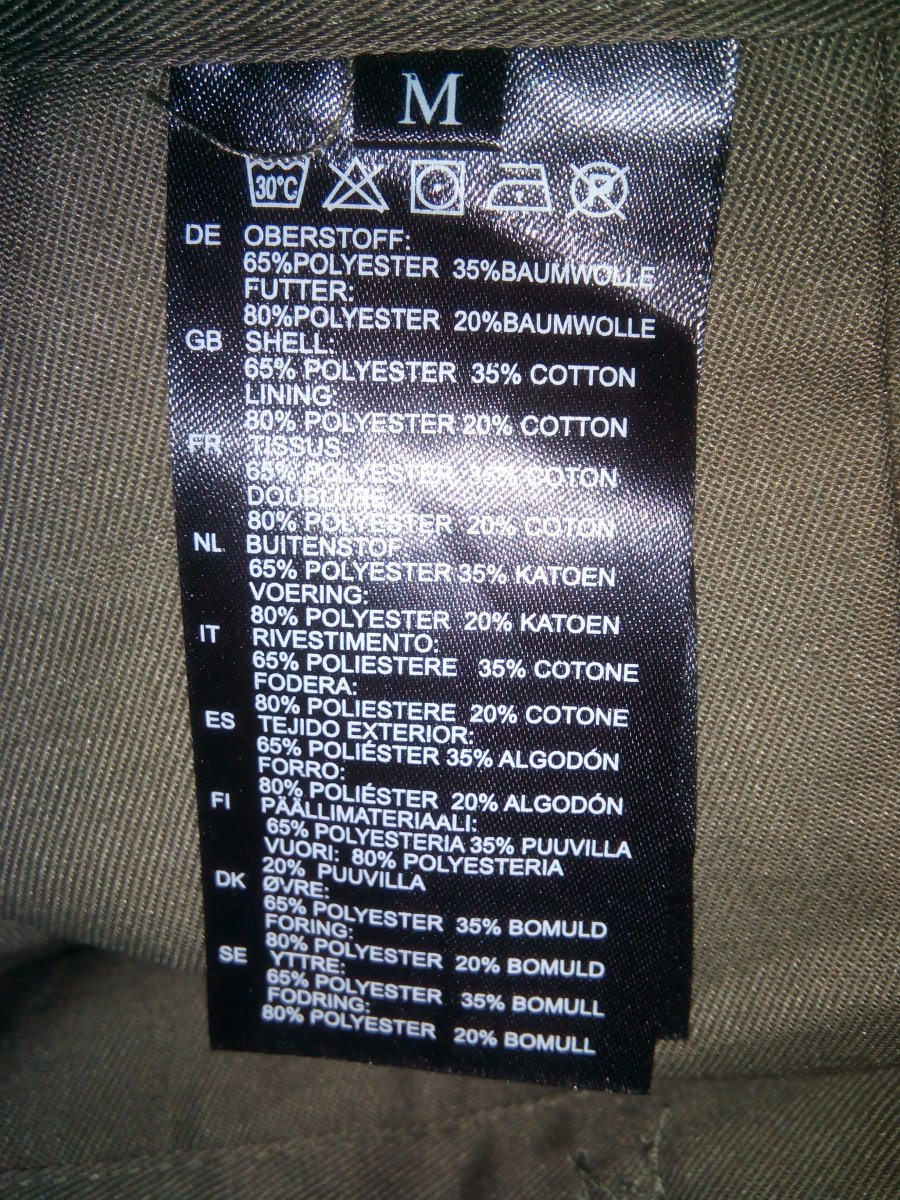 M
30°C
DE OBERSTOFF:
65%POLYESTER 35%BAUMWOLLE
FUTTER:
80%POLYESTER 20%BAUMWOLLE
GB SHELL:
65% POLYESTER 35% COTTON
LINING:
80% POLYESTER 20% COTTON
FR TISSUS:
65% POLYESTER 35% COTON
DOUBLURE:
80% POLYESTER 20% COTON
NL BUITENSTOF:
65% POLYESTER 35% KATOEN
VOERING:
80% POLYESTER 20% KATOEN
IT RIVESTIMENTO:
65% POLIESTERE 35% COTONE
FODERA:
80% POLIESTERE 20% COTONE
ES TEJIDO EXTERIOR:
65% POLIÉSTER 35% ALGODÓN
FORRO:
80% POLIÉSTER 20% ALGODÓN
FI PÄÄLLIMATERIAALI:
65% POLYESTERIA 35% PUUVILLA
VUORI: 80% POLYESTERIA
20% PUUVILLA
DK ØVRE:
65% POLYESTER 35% BOMULD
FORING:
80% POLYESTER 20% BOMULD
SE YTTRE:
65% POLYESTER 35% BOMULL
FODRING:
80% POLYESTER 20% BOMULL